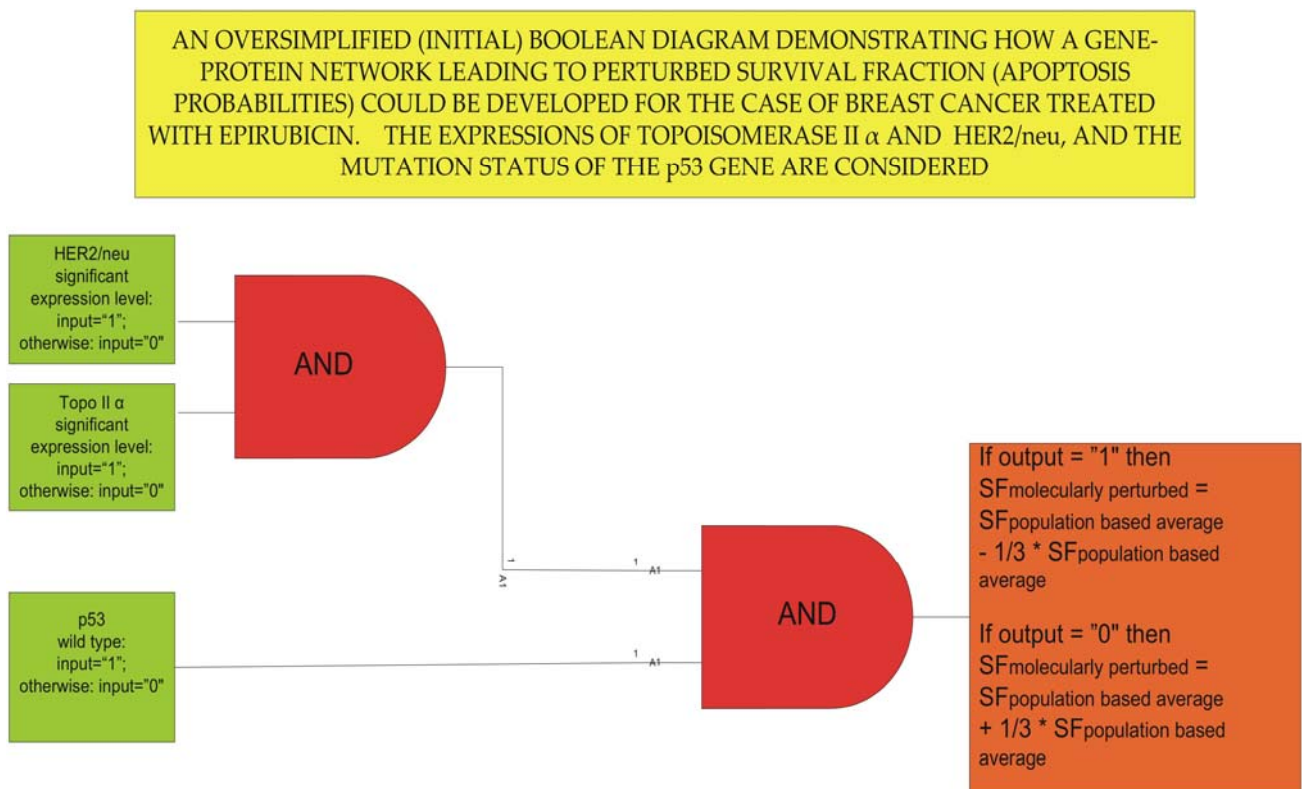 AN OVERSIMPLIFIED (INITIAL) BOOLEAN DIAGRAM DEMONSTRATING HOW A GENE-
PROTEIN NETWORK LEADING TO PERTURBED SURVIVAL FRACTION (APOPTOSIS
PROBABILITIES) COULD BE DEVELOPED FOR THE CASE OF BREAST CANCER TREATED
WITH EPIRUBICIN. THE EXPRESSIONS OF TOPOISOMERASE II α AND HER2/neu, AND THE
MUTATION STATUS OF THE p53 GENE ARE CONSIDERED
HER2/neu
significant
expression level:
input=“1”;
otherwise: input=”0"
AND
Topo II α
significant
expression level:
input=“1”;
otherwise: input=”0"
1
A1
1
A1
AND
p53
wild type:
input=“1”;
otherwise: input=”0"
1
A1
If output = ”1" then
SFmolecularly perturbed =
SFpopulation based average
- 1/3 * SFpopulation based
average
If output = ”0" then
SFmolecularly perturbed =
SFpopulation based average
+ 1/3 * SFpopulation based
average